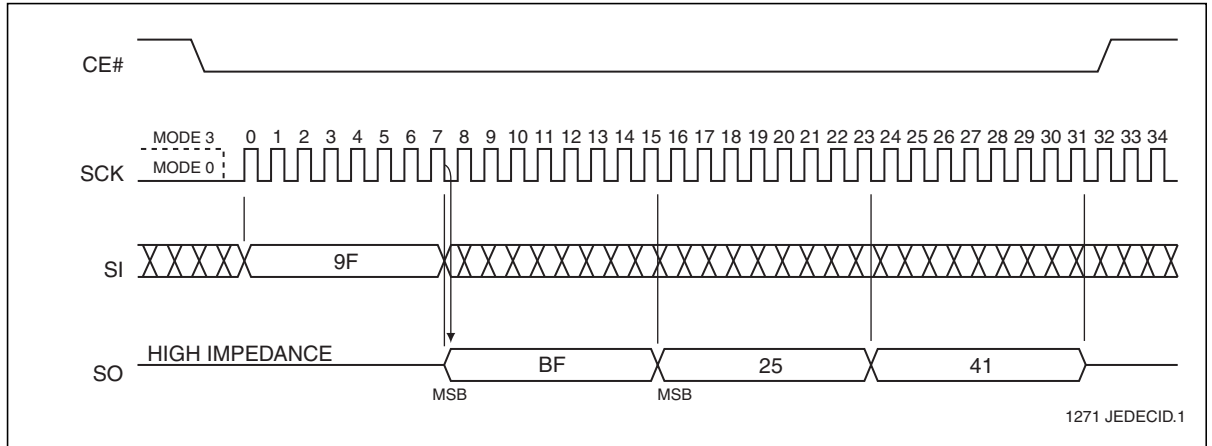 CE#
MODE 3
0 1 2 3 4 5 6 7 8 9 10 11 12 13 14 15 16 17 18 19 20 21 22 23 24 25 26 27 28 29 30 31 32 33 34
MODE 0
SCK
SI
9F
HIGH IMPEDANCE
SO
BF
25
41
MSB
MSB
1271 JEDECID.1